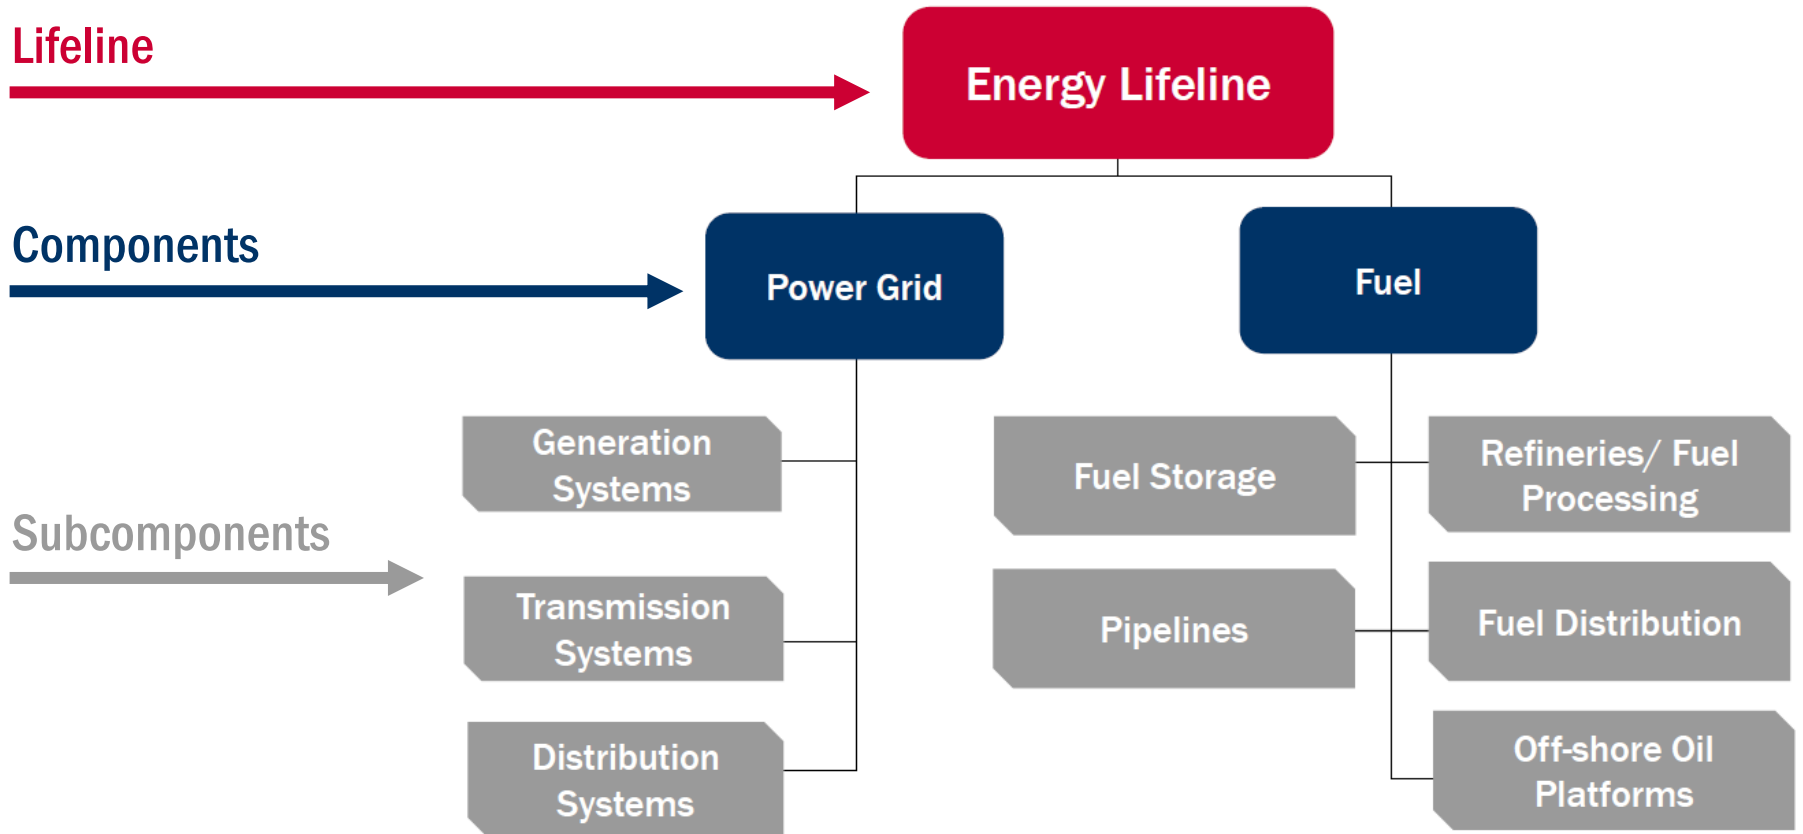 Lifeline
Energy Lifeline
Components
Power Grid
Fuel
Subcomponents
Generation
Systems
Transmission
Systems
Distribution
Systems
Fuel Storage
Pipelines
Refineries/ Fuel
Processing
Fuel Distribution
Off-shore Oil
Platforms